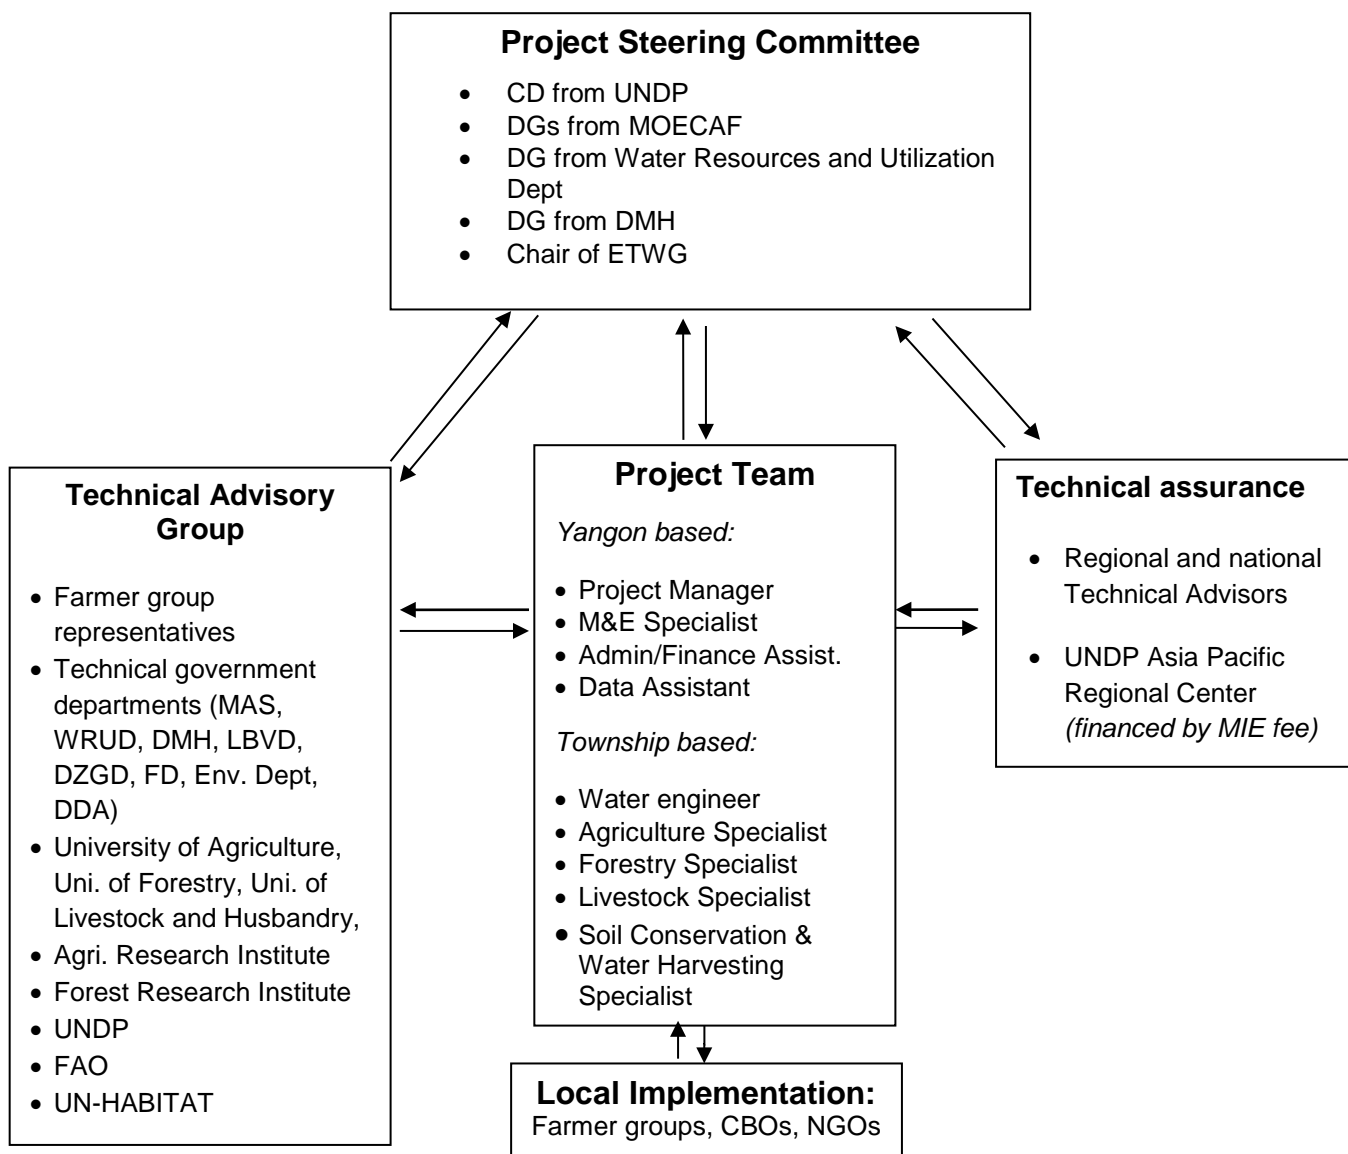 Project Steering Committee
• CD from UNDP
• DGs from MOECAF
• DG from Water Resources and Utilization
Dept
• DG from DMH
• Chair of ETWG
Technical Advisory
Group
• Farmer group
representatives
• Technical government
departments (MAS,
WRUD, DMH, LBVD,
DZGD, FD, Env. Dept,
DDA)
• University of Agriculture,
Uni. of Forestry, Uni. of
Livestock and Husbandry,
• Agri. Research Institute
• Forest Research Institute
• UNDP
• FAO
• UN-HABITAT
Project Team
Yangon based:
• Project Manager
• M&E Specialist
• Admin/Finance Assist.
• Data Assistant
Township based:
• Water engineer
• Agriculture Specialist
• Forestry Specialist
• Livestock Specialist
• Soil Conservation &
Water Harvesting
Specialist
Technical assurance
• Regional and national
Technical Advisors
• UNDP Asia Pacific
Regional Center
(financed by MIE fee)
Local Implementation:
Farmer groups, CBOs, NGOs